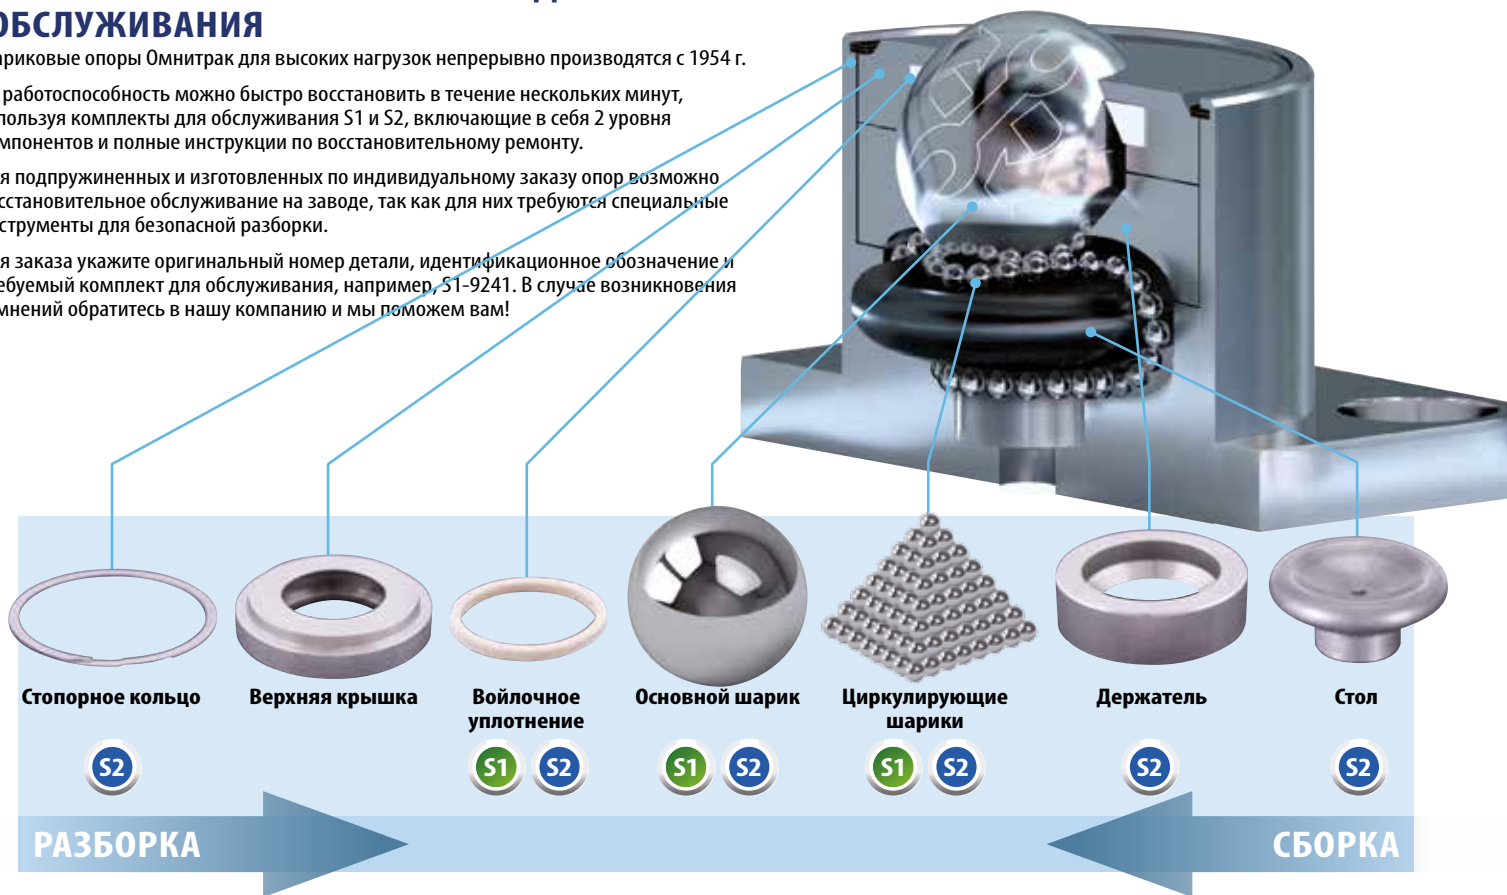 ОБСЛУЖИВАНИЯ
ариковые опоры Омнитрак для высоких нагрузок непрерывно производятся с 1954 г.
работоспособность можно быстро восстановить в течение нескольких минут,
пользуя комплекты для обслуживания S1 и S2, включающие в себя 2 уровня
мпонентов и полные инструкции по восстановительному ремонту.
я подпружиненных и изготовленных по индивидуальному заказу опор возможно
сстановительное обслуживание на заводе, так как для них требуются специальные
струменты для безопасной разборки.
я заказа укажите оригинальный номер детали, идентификационное обозначение и
ебуемый комплект для обслуживания, например, S1-9241. В случае возникновения
мнений обратитесь в нашу компанию и мы поможем вам!
Стопорное кольцо
Верхняя крышка
Войлочное
уплотнение
Основной шарик
Циркулирующие
шарики
Держатель
Стол
S2
S1 S2
S1 S2
S1 S2
S2
S2
РАЗБОРКА
СБОРКА